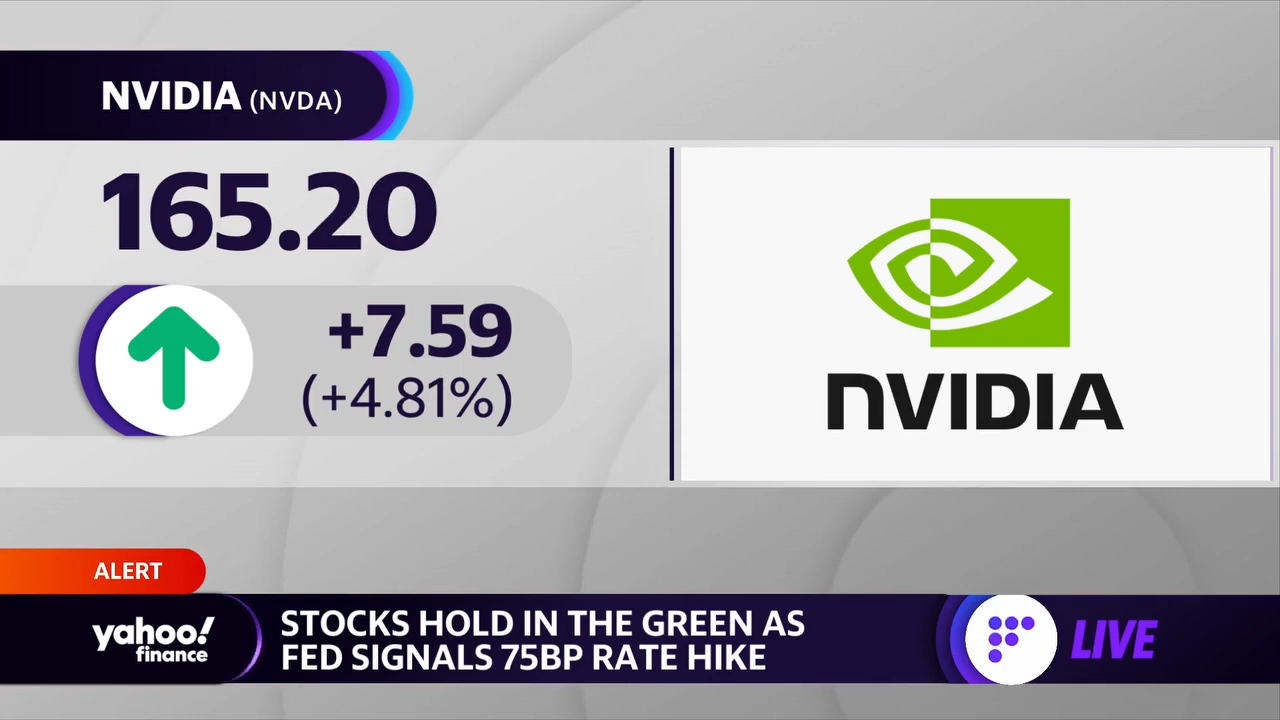 NVIDIA (NVDA)
165.20
+7.59
(+4.81%)
NVIDIA
ALERT
yahoo!
finance
STOCKS HOLD IN THE GREEN AS
FED SIGNALS 75BP RATE HIKE
LIVE